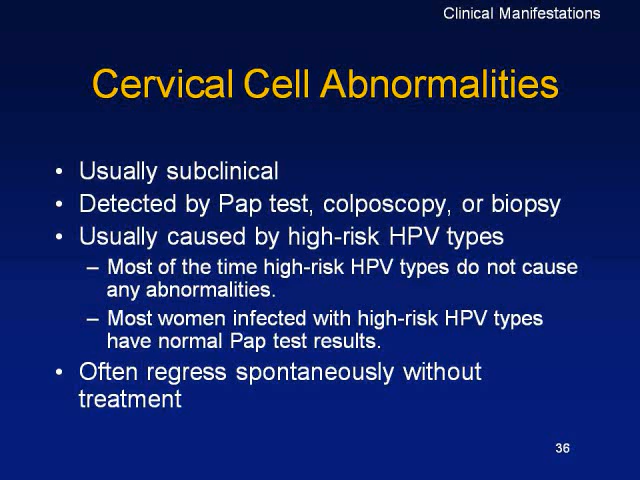 Clinical Manifestations
Cervical Cell Abnormalities
• Usually subclinical
• Detected by Pap test, colposcopy, or biopsy
• Usually caused by high-risk HPV types
– Most of the time high-risk HPV types do not cause
any abnormalities.
– Most women infected with high-risk HPV types
have normal Pap test results.
• Often regress spontaneously without
treatment
36